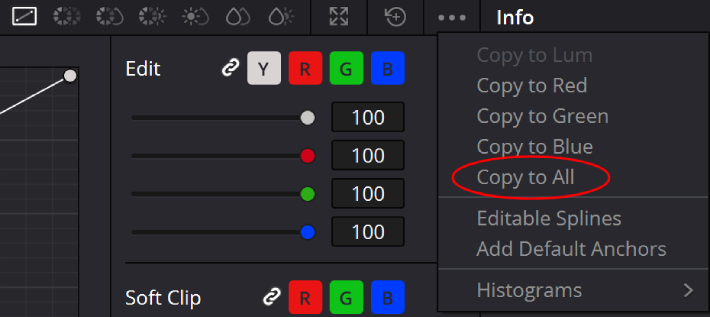 Info
Edit Y R G B
100
100
100
100
Soft Clip R G B
Copy to Lum
Copy to Red
Copy to Green
Copy to Blue
Copy to All
Editable Splines
Add Default Anchors
Histograms